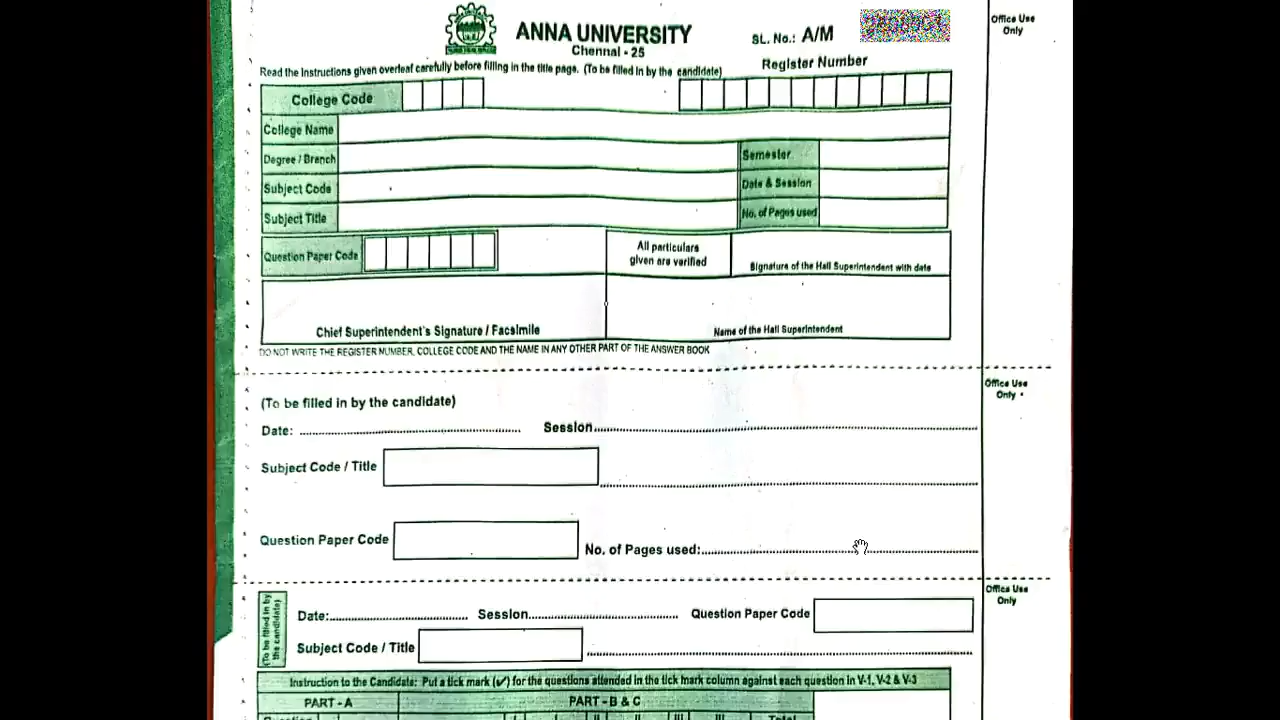 ANNA UNIVERSITY
Chennai - 25
SL. No.: A/M
Office Use
Only
Read the Instructions given overleaf carefully before filling in the title page. (To be filled in by the candidate)
Register Number
College Code
College Name
Degree / Branch
Semester
Subject Code
Date & Session
Subject Title
No. of Pages used
Question Paper Code
All particulars
given are verified
Signature of the Hall Superintendent with date
Chief Superintendent's Signature / Facsimile
Name of the Hall Superintendent
DO NOT WRITE THE REGISTER NUMBER, COLLEGE CODE AND THE NAME IN ANY OTHER PART OF THE ANSWER BOOK
Office Use
Only
(To be filled in by the candidate)
Date:
Session
Subject Code / Title
Question Paper Code
No. of Pages used:
Office Use
Only
(To be filled in by
the candidate)
Date:
Session
Question Paper Code
Subject Code / Title
Instruction to the Candidate: Put a tick mark (✓) for the questions attended in the tick mark column against each question in V-1, V-2 & V-3
PART - A
PART - B & C